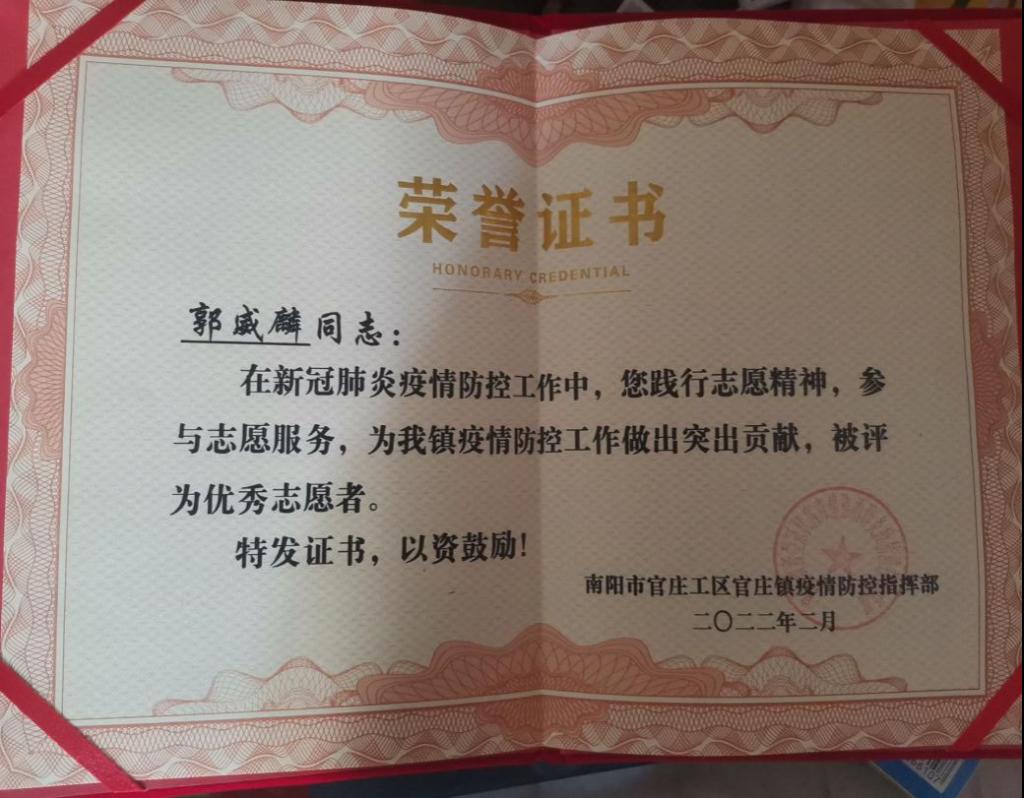 荣誉证书
HONORARY CREDENTIAL
郭威麟同志：
在新冠肺炎疫情防控工作中，您践行志愿精神，参
与志愿服务，为我镇疫情防控工作做出突出贡献，被评
为优秀志愿者。
特发证书，以资鼓励！
南阳市官庄工区官庄镇疫情防控指挥部
二〇二二年二月